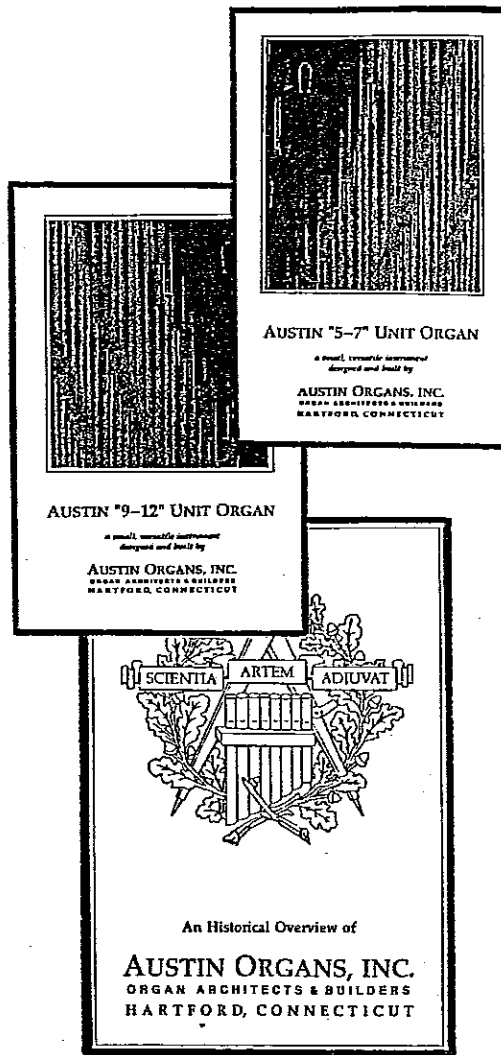 AUSTIN "5–7" UNIT ORGAN
a small, versatile instrument
designed and built by
AUSTIN ORGANS, INC.
ORGAN ARCHITECTS & BUILDERS
HARTFORD, CONNECTICUT
AUSTIN "9–12" UNIT ORGAN
a small, versatile instrument
designed and built by
AUSTIN ORGANS, INC.
ORGAN ARCHITECTS & BUILDERS
HARTFORD, CONNECTICUT
SCIENTIA ARTEM ADJUVAT
An Historical Overview of
AUSTIN ORGANS, INC.
ORGAN ARCHITECTS & BUILDERS
HARTFORD, CONNECTICUT